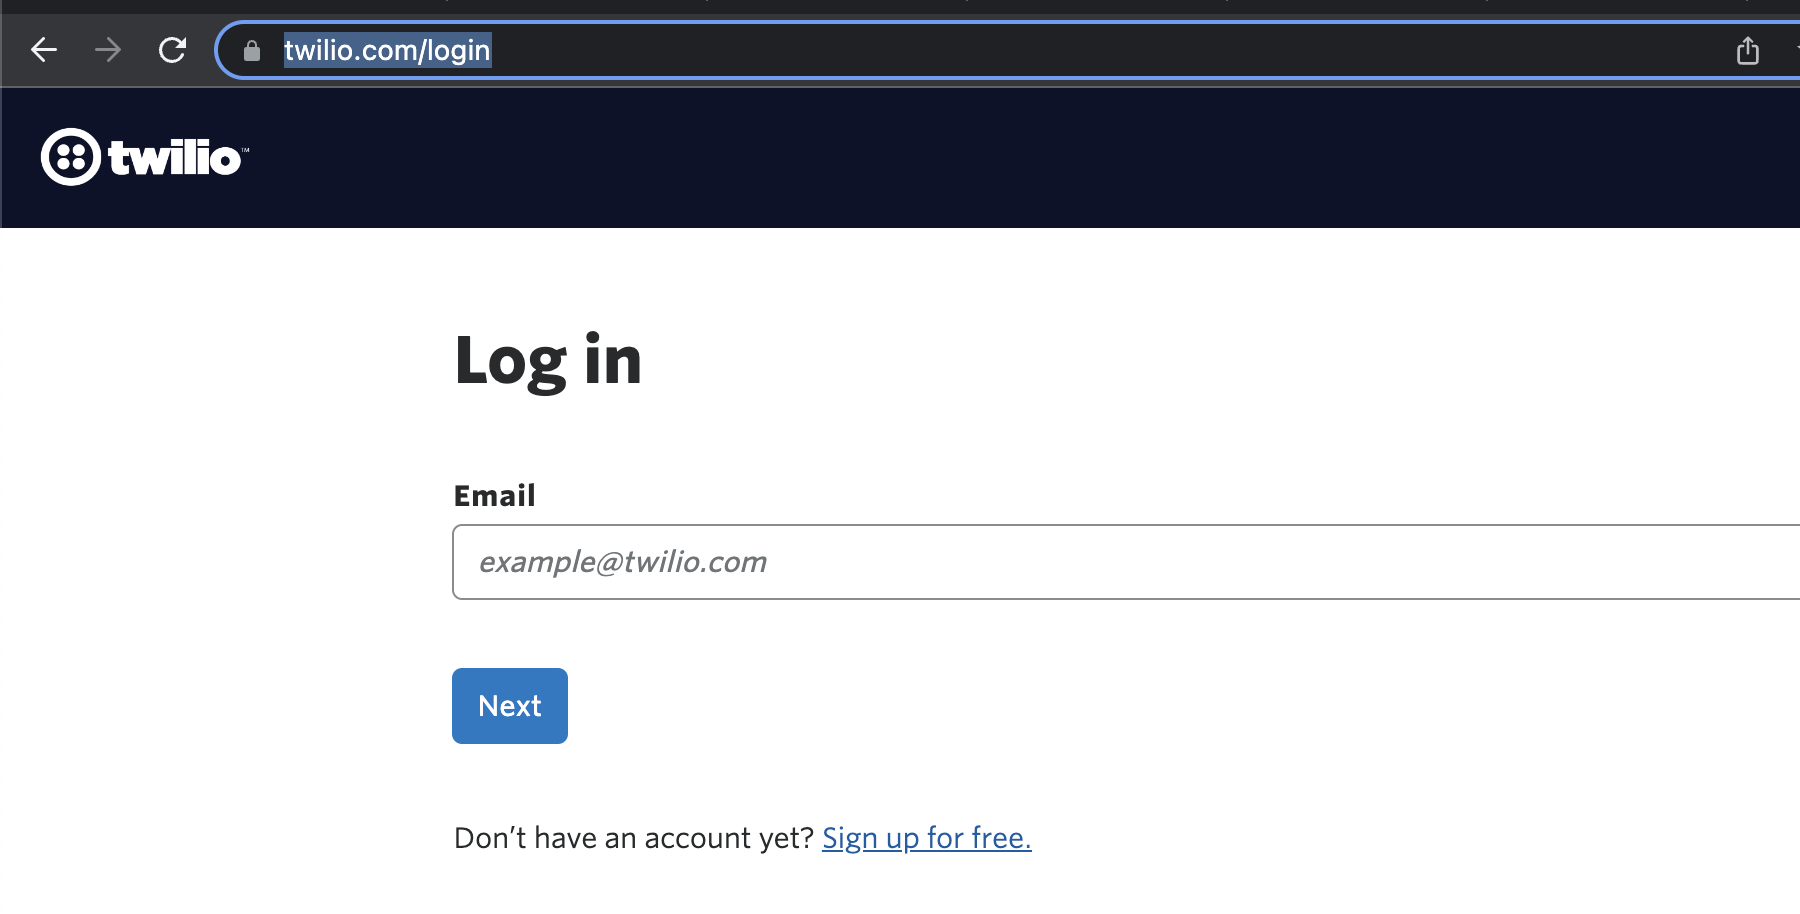 twilio.com/login
twilio™
Log in
Email
example@twilio.com
Next
Don’t have an account yet? Sign up for free.